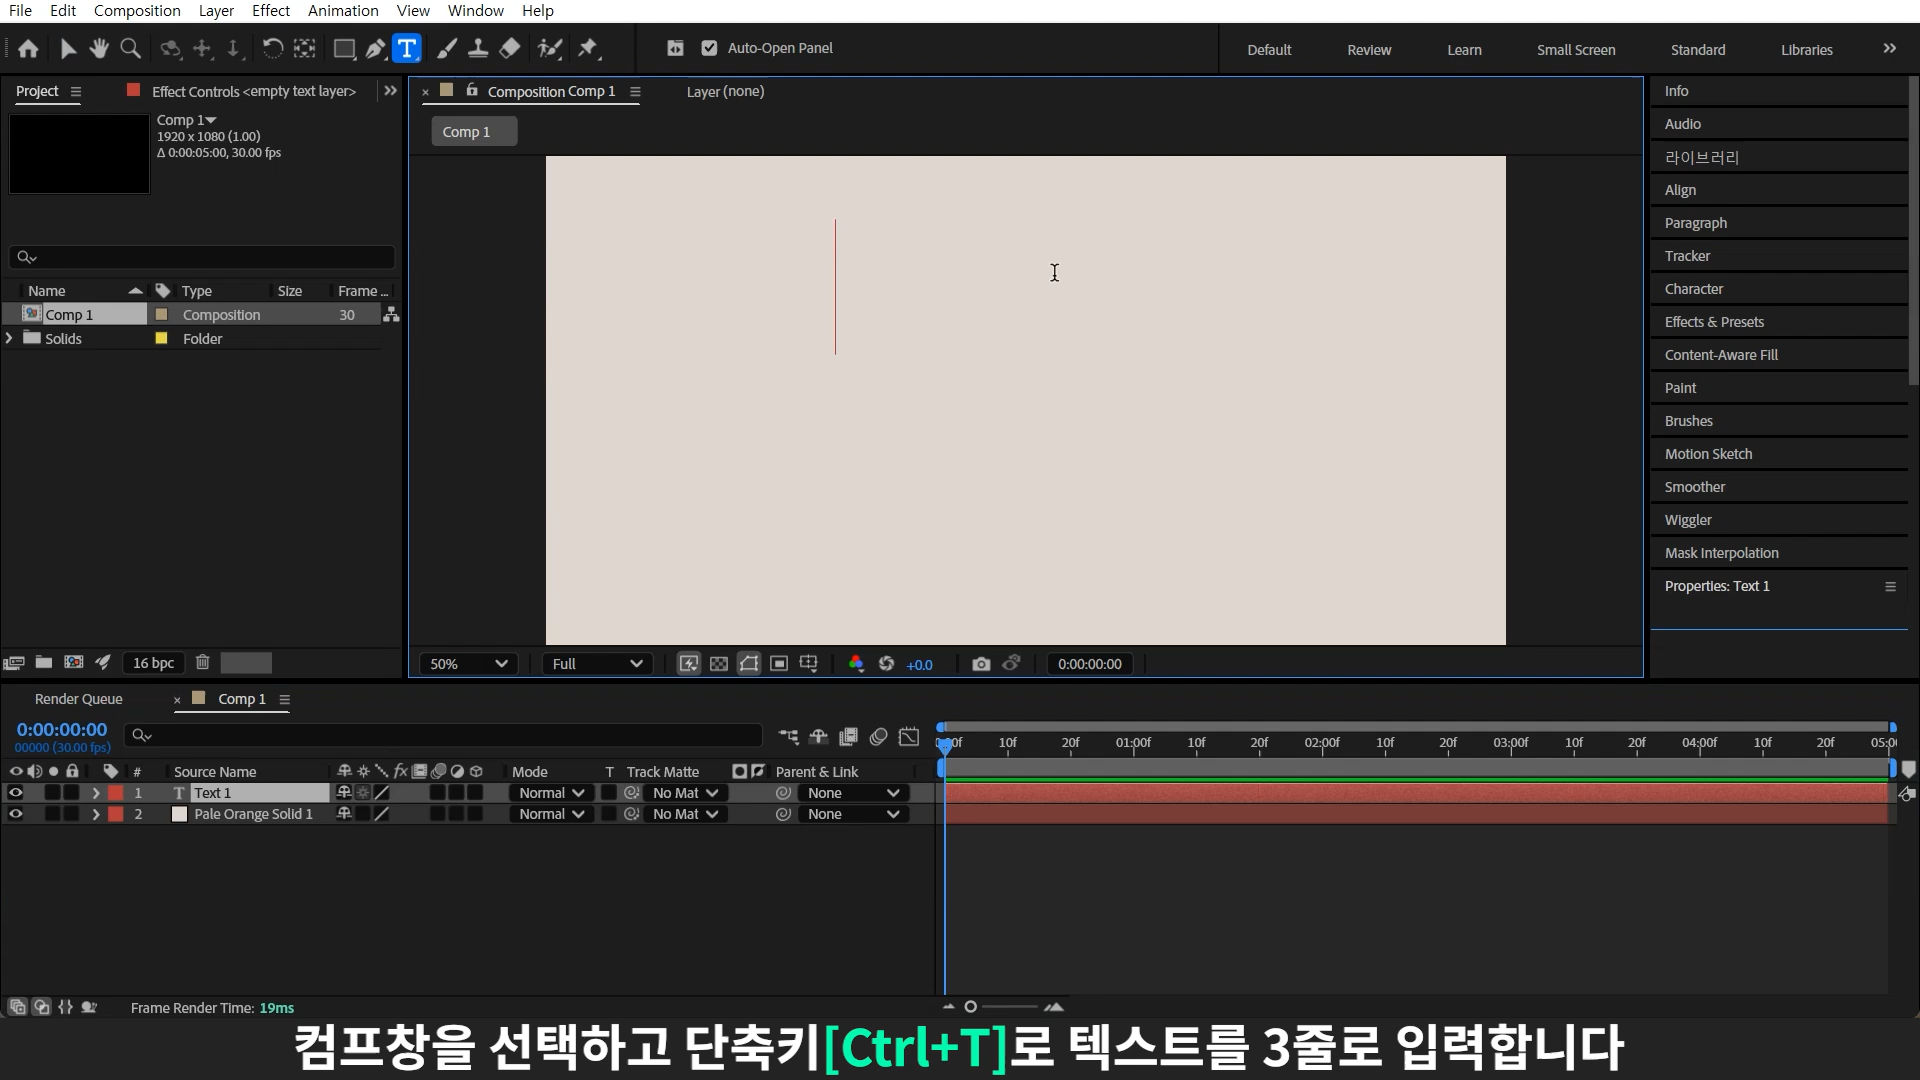 File Edit Composition Layer Effect Animation View Window Help
T Auto-Open Panel Default Review Learn Small Screen Standard Libraries »
Project Effect Controls <empty text layer> »
Comp 1
1920 x 1080 (1.00)
Δ 0:00:05:00, 30.00 fps
Name Type Size Frame ...
Comp 1 Composition 30
Solids Folder
16 bpc
× Composition Comp 1 Layer (none)
Comp 1
50% Full +0.0 0:00:00:00
Info
Audio
라이브러리
Align
Paragraph
Tracker
Character
Effects & Presets
Content-Aware Fill
Paint
Brushes
Motion Sketch
Smoother
Wiggler
Mask Interpolation
Properties: Text 1
Render Queue × Comp 1
0:00:00:00
00000 (30.00 fps)
10f 20f 01:00f 10f 20f 02:00f 10f 20f 03:00f 10f 20f 04:00f 10f 20f
# Source Name fx Mode T Track Matte Parent & Link
1 T Text 1 Normal No Mat None
2 Pale Orange Solid 1 Normal No Mat None
Frame Render Time: 19ms
컴프창을 선택하고 단축키[Ctrl+T]로 텍스트를 3줄로 입력합니다